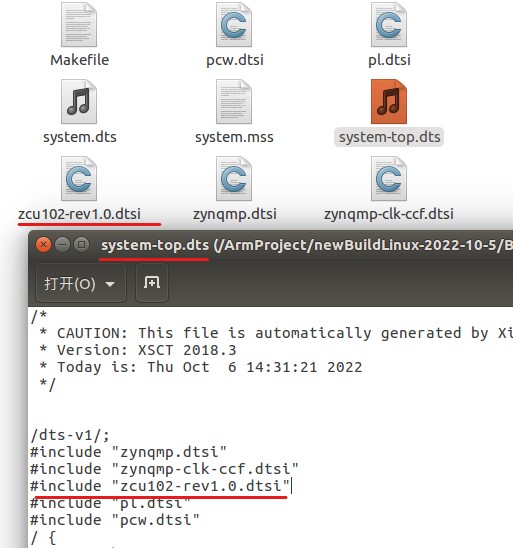 Makefile
pcw.dtsi
pl.dtsi
system.dts
system.mss
system-top.dts
zcu102-rev1.0.dtsi
zynqmp.dtsi
zynqmp-clk-ccf.dtsi
system-top.dts (/ArmProject/newBuildLinux-2022-10-5/B
打开(O)
/*
 * CAUTION: This file is automatically generated by Xi
 * Version: XSCT 2018.3
 * Today is: Thu Oct  6 14:31:21 2022
 */
/dts-v1/;
#include "zynqmp.dtsi"
#include "zynqmp-clk-ccf.dtsi"
#include "zcu102-rev1.0.dtsi"
#include "pl.dtsi"
#include "pcw.dtsi"
/ {